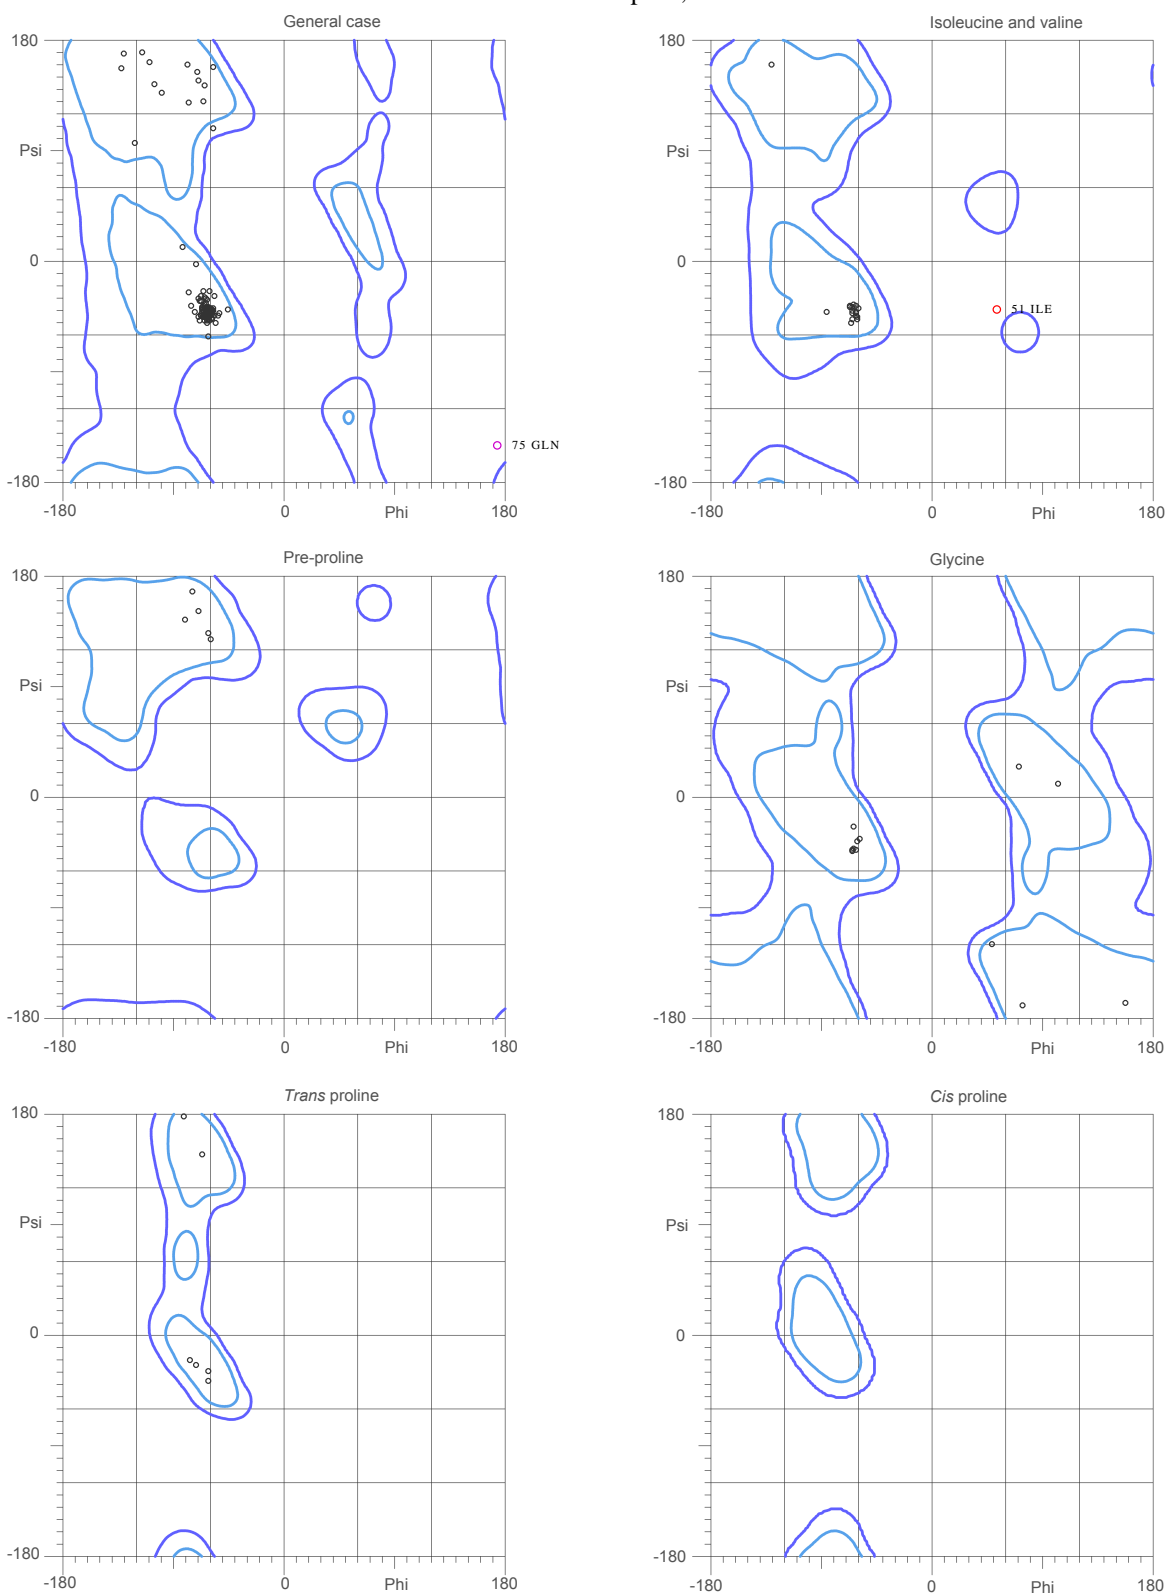 General case
Isoleucine and valine
180
180
Psi
Psi
0
0
51 ILE
75 GLN
-180
-180
-180
0
Phi
180
-180
0
Phi
180
Pre-proline
Glycine
180
180
Psi
Psi
0
0
-180
-180
-180
0
Phi
180
-180
0
Phi
180
Trans proline
Cis proline
180
180
Psi
Psi
0
0
-180
-180
-180
0
Phi
180
-180
0
Phi
180